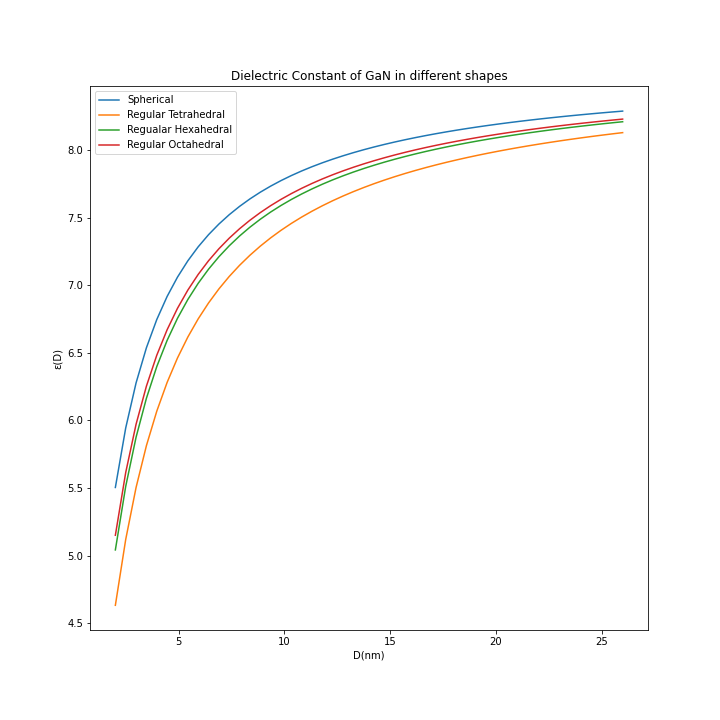 Dielectric Constant of GaN in different shapes
Spherical
Regular Tetrahedral
Regualar Hexahedral
Regular Octahedral
8.0
7.5
7.0
6.5
6.0
5.5
5.0
4.5
ε(D)
5 10 15 20 25
D(nm)